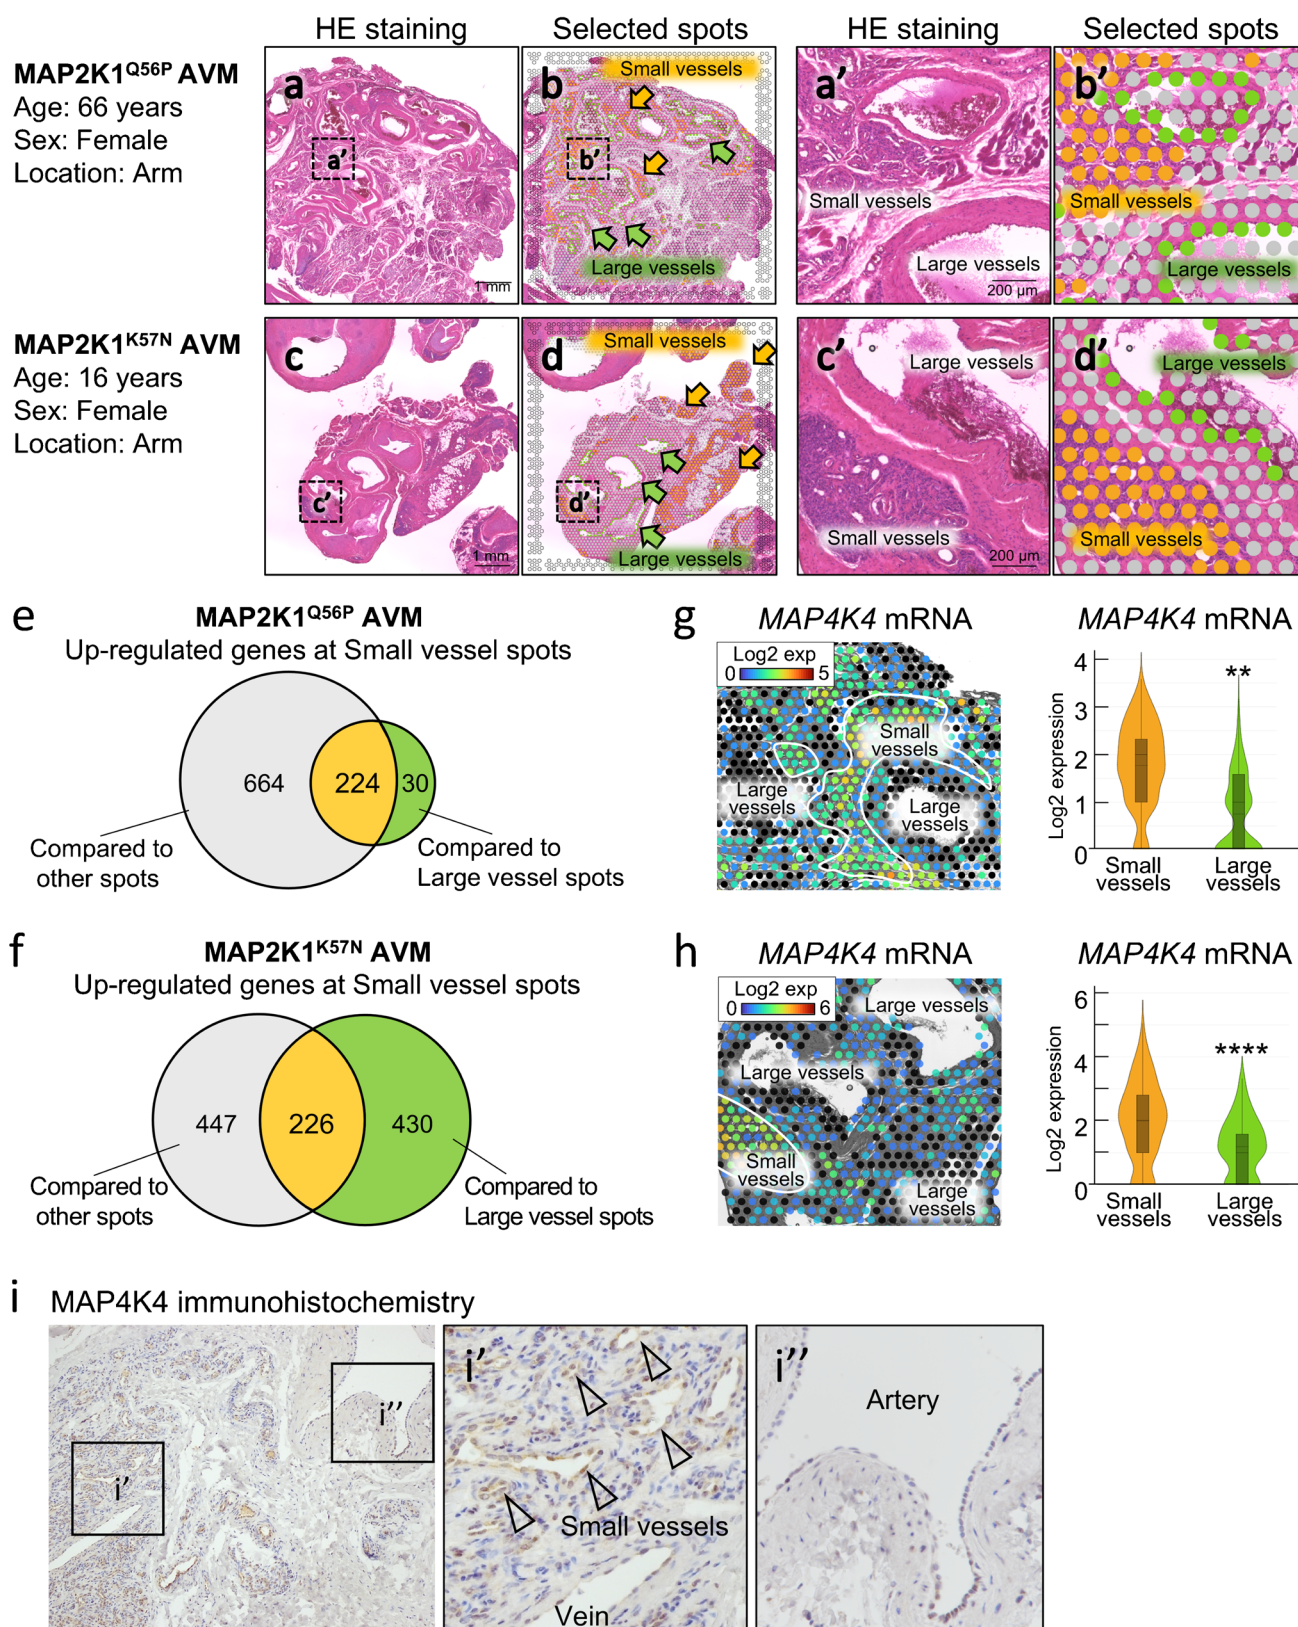 HE staining
Selected spots
HE staining
Selected spots
MAP2K1Q56P AVM
Age: 66 years
Sex: Female
Location: Arm
a
a’
1 mm
b
Small vessels
b’
Large vessels
a’
Small vessels
Large vessels
200 µm
b’
Small vessels
Large vessels
MAP2K1K57N AVM
Age: 16 years
Sex: Female
Location: Arm
c
c’
1 mm
d
Small vessels
d’
Large vessels
c’
Large vessels
Small vessels
200 µm
d’
Large vessels
Small vessels
e
MAP2K1Q56P AVM
Up-regulated genes at Small vessel spots
664
224
30
Compared to
other spots
Compared to
Large vessel spots
g
MAP4K4 mRNA
Log2 exp
0
5
Small
vessels
Large
vessels
Large
vessels
MAP4K4 mRNA
Log2 expression
4
3
2
1
0
**
Small
vessels
Large
vessels
f
MAP2K1K57N AVM
Up-regulated genes at Small vessel spots
447
226
430
Compared to
other spots
Compared to
Large vessel spots
h
MAP4K4 mRNA
Log2 exp
0
6
Large vessels
Large vessels
Small
vessels
Large
vessels
MAP4K4 mRNA
Log2 expression
6
4
2
0
****
Small
vessels
Large
vessels
i
MAP4K4 immunohistochemistry
i’
i’’
i’
Small vessels
Vein
i’’
Artery